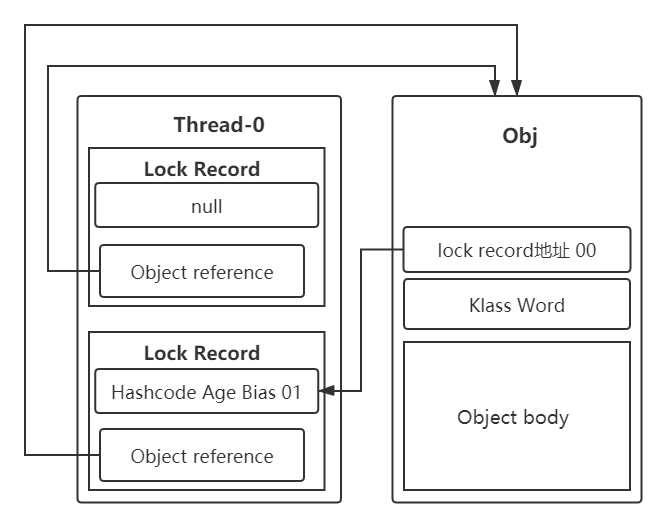 Thread-0
Lock Record
null
Object reference
Lock Record
Hashcode Age Bias 01
Object reference
Obj
lock record地址 00
Klass Word
Object body